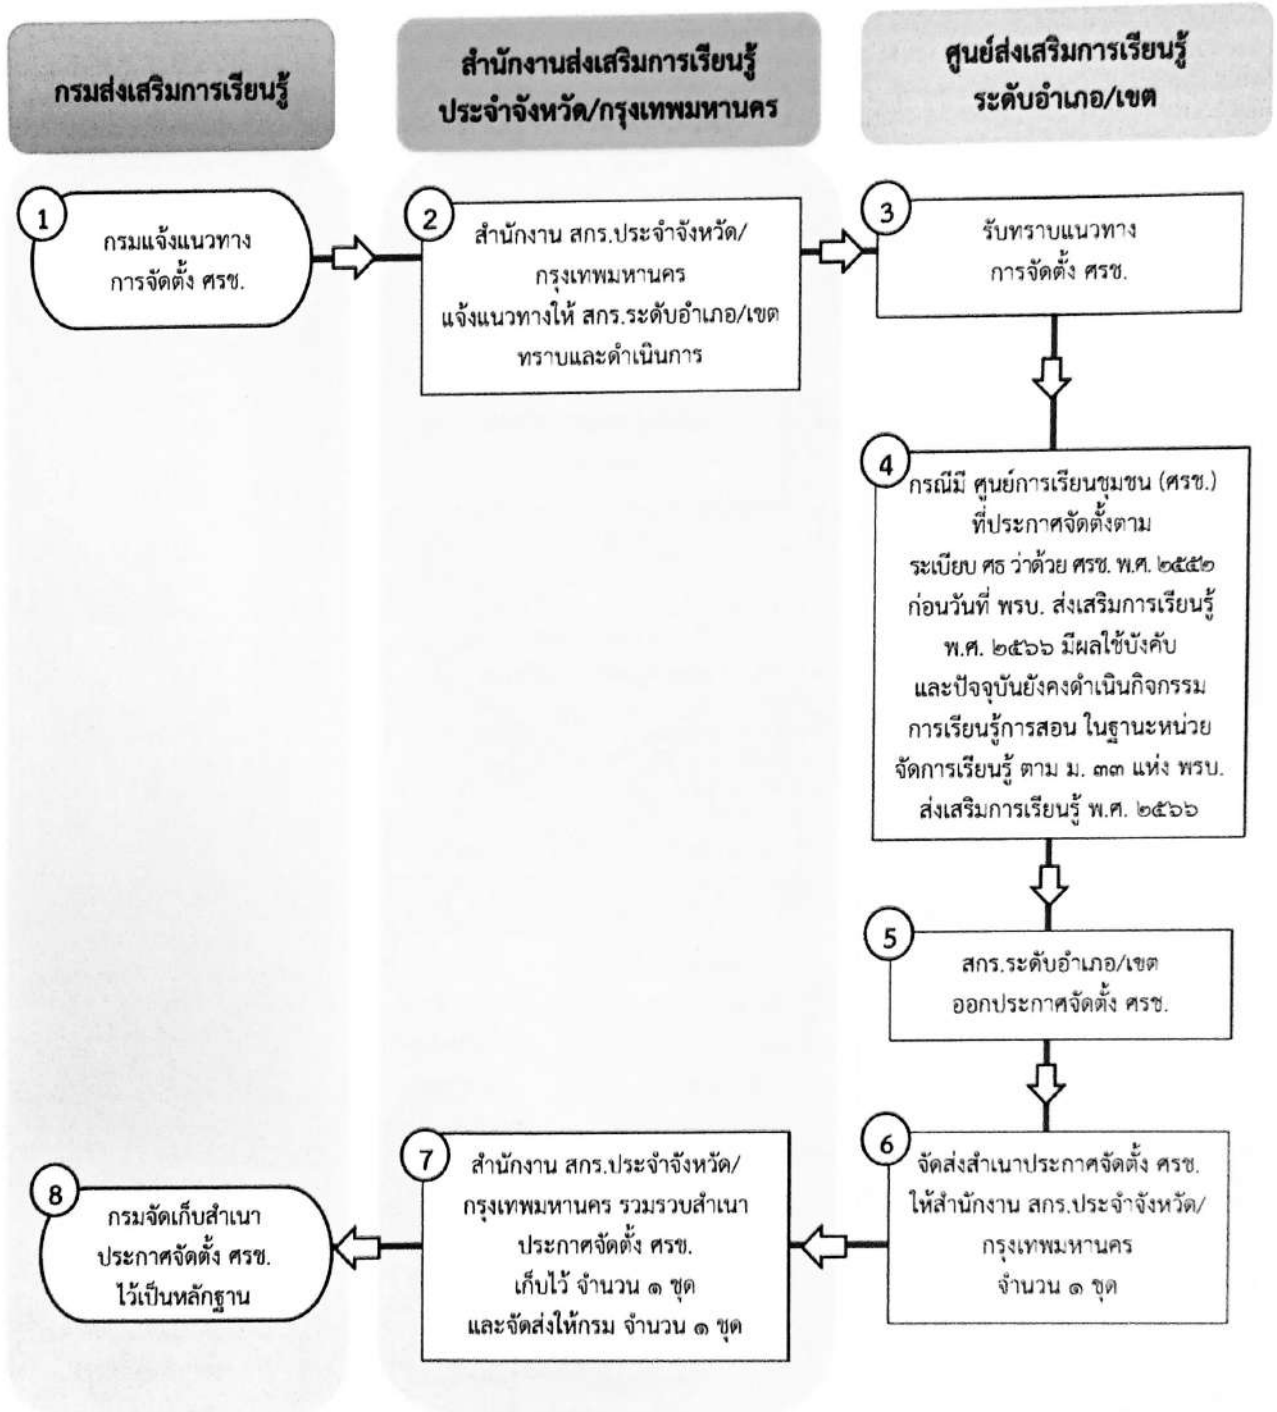 กรมส่งเสริมการเรียนรู้
สำนักงานส่งเสริมการเรียนรู้
ประจำจังหวัด/กรุงเทพมหานคร
ศูนย์ส่งเสริมการเรียนรู้
ระดับอำเภอ/เขต
1
กรมแจ้งแนวทาง
การจัดตั้ง ศรช.
2
สำนักงาน สกร.ประจำจังหวัด/
กรุงเทพมหานคร
แจ้งแนวทางให้ สกร.ระดับอำเภอ/เขต
ทราบและดำเนินการ
3
รับทราบแนวทาง
การจัดตั้ง ศรช.
4
กรณีมี ศูนย์การเรียนชุมชน (ศรช.)
ที่ประกาศจัดตั้งตาม
ระเบียบ ศธ ว่าด้วย ศรช. พ.ศ. ๒๕๕๒
ก่อนวันที่ พรบ. ส่งเสริมการเรียนรู้
พ.ศ. ๒๕๖๖ มีผลใช้บังคับ
และปัจจุบันยังคงดำเนินกิจกรรม
การเรียนรู้การสอน ในฐานะหน่วย
จัดการเรียนรู้ ตาม ม. ๓๓ แห่ง พรบ.
ส่งเสริมการเรียนรู้ พ.ศ. ๒๕๖๖
5
สกร.ระดับอำเภอ/เขต
ออกประกาศจัดตั้ง ศรช.
6
จัดส่งสำเนาประกาศจัดตั้ง ศรช.
ให้สำนักงาน สกร.ประจำจังหวัด/
กรุงเทพมหานคร
จำนวน ๑ ชุด
7
สำนักงาน สกร.ประจำจังหวัด/
กรุงเทพมหานคร รวมรวบสำเนา
ประกาศจัดตั้ง ศรช.
เก็บไว้ จำนวน ๑ ชุด
และจัดส่งให้กรม จำนวน ๑ ชุด
8
กรมจัดเก็บสำเนา
ประกาศจัดตั้ง ศรช.
ไว้เป็นหลักฐาน